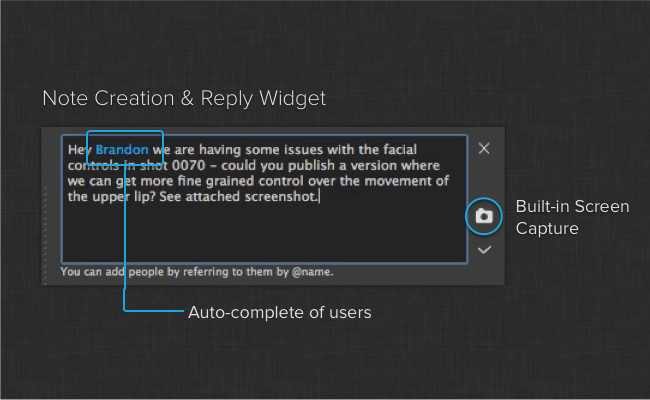 Note Creation & Reply Widget
Hey Brandon we are having some issues with the facial
controls in shot 0070 – could you publish a version where
we can get more fine grained control over the movement of
the upper lip? See attached screenshot.
Built-in Screen
Capture
You can add people by referring to them by @name.
Auto-complete of users